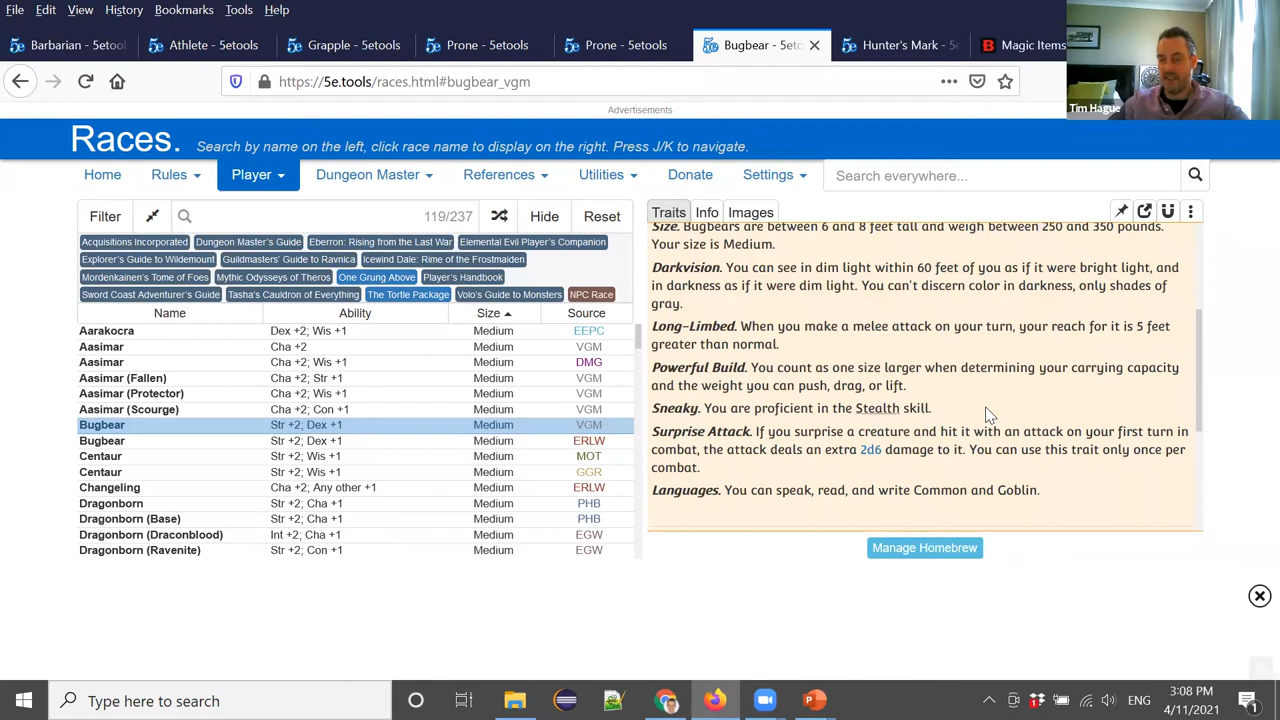 File Edit View History Bookmarks Tools Help
Barbarian - 5etool
Athlete - 5etools
Grapple - 5etools
Prone - 5etools
Prone - 5etools
Bugbear - 5eto
Hunter's Mark - 5e
Magic Items
https://5e.tools/races.html#bugbear_vgm
Tim Hague
Advertisements
Races. Search by name on the left, click race name to display on the right. Press J/K to navigate.
Home Rules Player Dungeon Master References Utilities Donate Settings Search everywhere...
Filter 119/237 Hide Reset
Traits Info Images
Acquisitions Incorporated Dungeon Master's Guide Eberron: Rising from the Last War Elemental Evil Player's Companion
Explorer's Guide to Wildemount Guildmasters' Guide to Ravnica Icewind Dale: Rime of the Frostmaiden
Mordenkainen's Tome of Foes Mythic Odysseys of Theros One Grung Above Player's Handbook
Sword Coast Adventurer's Guide Tasha's Cauldron of Everything The Tortle Package Volo's Guide to Monsters NPC Race
Name Ability Size Source
Aarakocra Dex +2; Wis +1 Medium EEPC
Aasimar Cha +2 Medium VGM
Aasimar Cha +2; Wis +1 Medium DMG
Aasimar (Fallen) Cha +2; Str +1 Medium VGM
Aasimar (Protector) Cha +2; Wis +1 Medium VGM
Aasimar (Scourge) Cha +2; Con +1 Medium VGM
Bugbear Str +2; Dex +1 Medium VGM
Bugbear Str +2; Dex +1 Medium ERLW
Centaur Str +2; Wis +1 Medium MOT
Centaur Str +2; Wis +1 Medium GGR
Changeling Cha +2; Any other +1 Medium ERLW
Dragonborn Str +2; Cha +1 Medium PHB
Dragonborn (Base) Str +2; Cha +1 Medium PHB
Dragonborn (Draconblood) Int +2; Cha +1 Medium EGW
Dragonborn (Ravenite) Str +2; Con +1 Medium EGW
Size. Bugbears are between 6 and 8 feet tall and weigh between 250 and 350 pounds.
Your size is Medium.
Darkvision. You can see in dim light within 60 feet of you as if it were bright light, and
in darkness as if it were dim light. You can't discern color in darkness, only shades of
gray.
Long-Limbed. When you make a melee attack on your turn, your reach for it is 5 feet
greater than normal.
Powerful Build. You count as one size larger when determining your carrying capacity
and the weight you can push, drag, or lift.
Sneaky. You are proficient in the Stealth skill.
Surprise Attack. If you surprise a creature and hit it with an attack on your first turn in
combat, the attack deals an extra 2d6 damage to it. You can use this trait only once per
combat.
Languages. You can speak, read, and write Common and Goblin.
Manage Homebrew
Type here to search
ENG
3:08 PM
4/11/2021